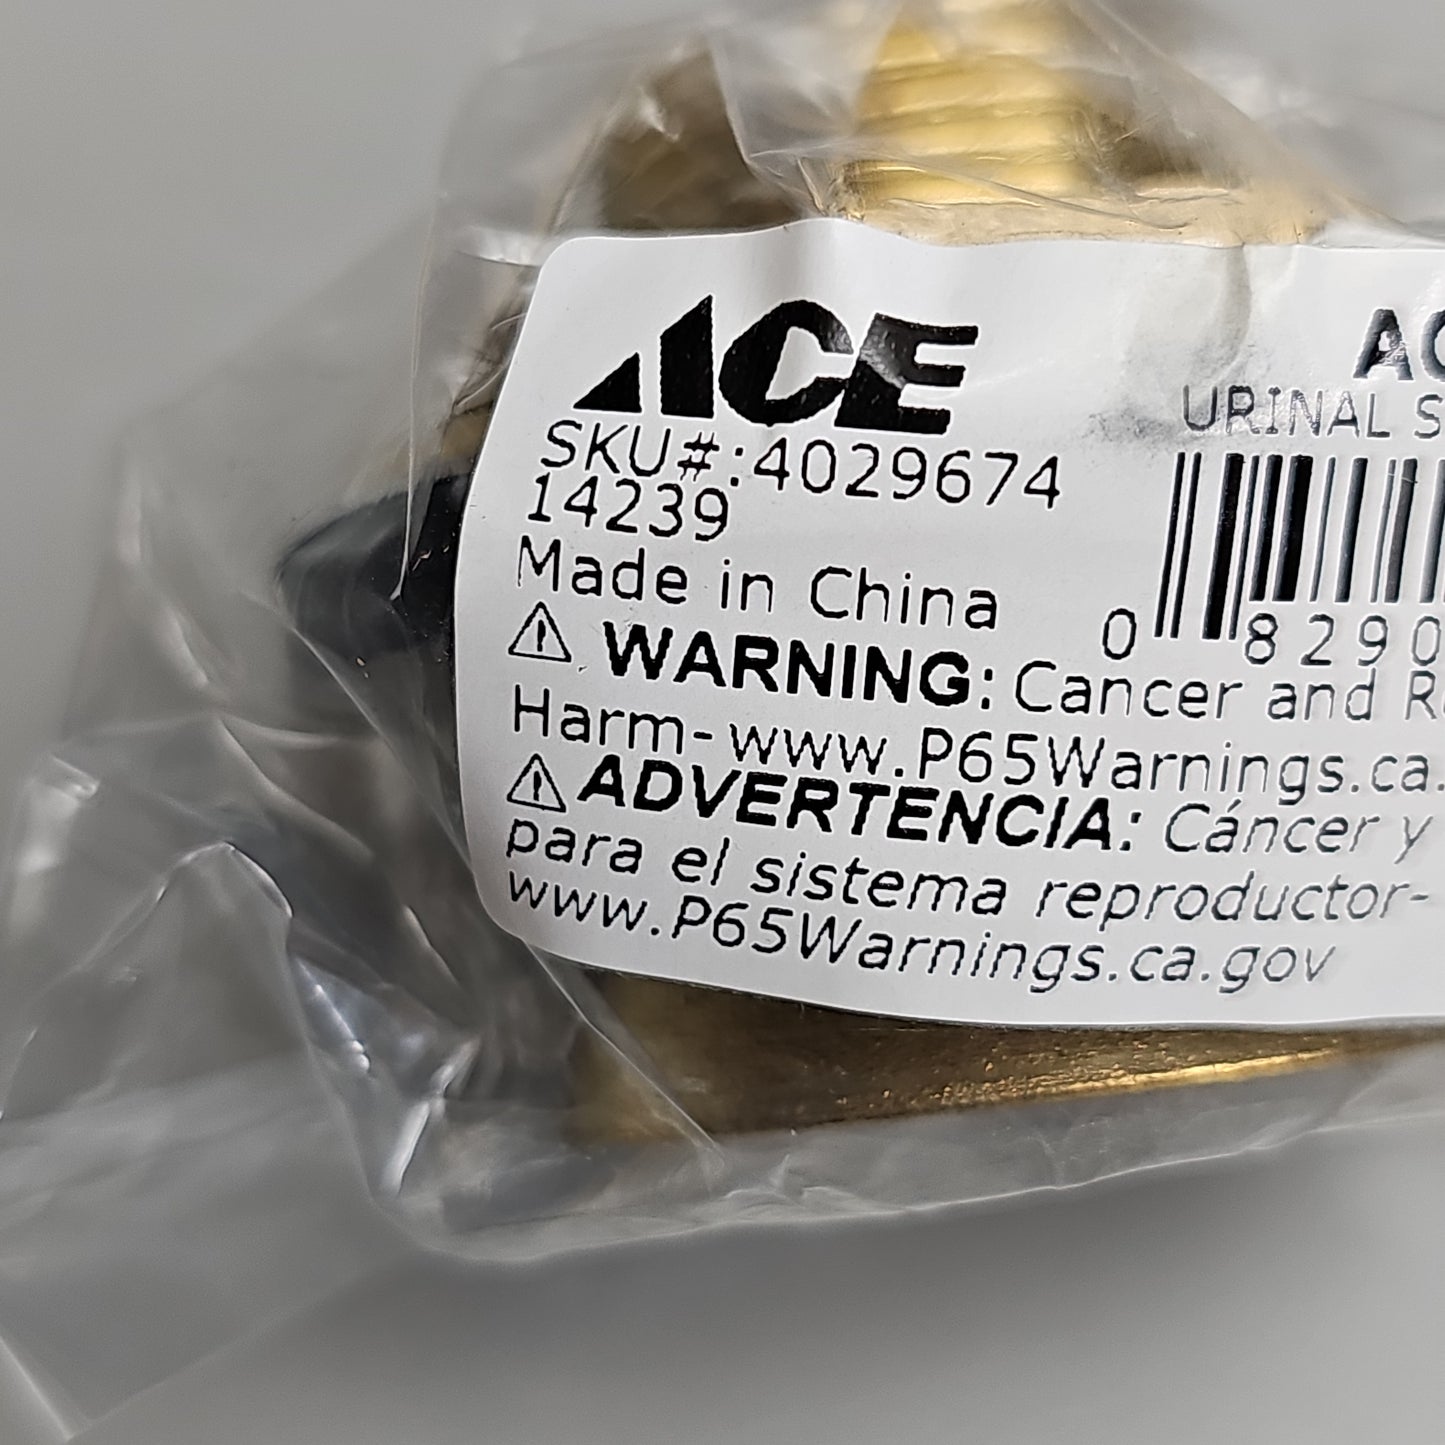 ACE
SKU#:4029674
14239
Made in China
WARNING: Cancer and
Harm-www.P65Warnings.ca.
ADVERTENCIA: Cáncer y
para el sistema reproductor-
www.P65Warnings.ca.gov
URINAL
0 8290